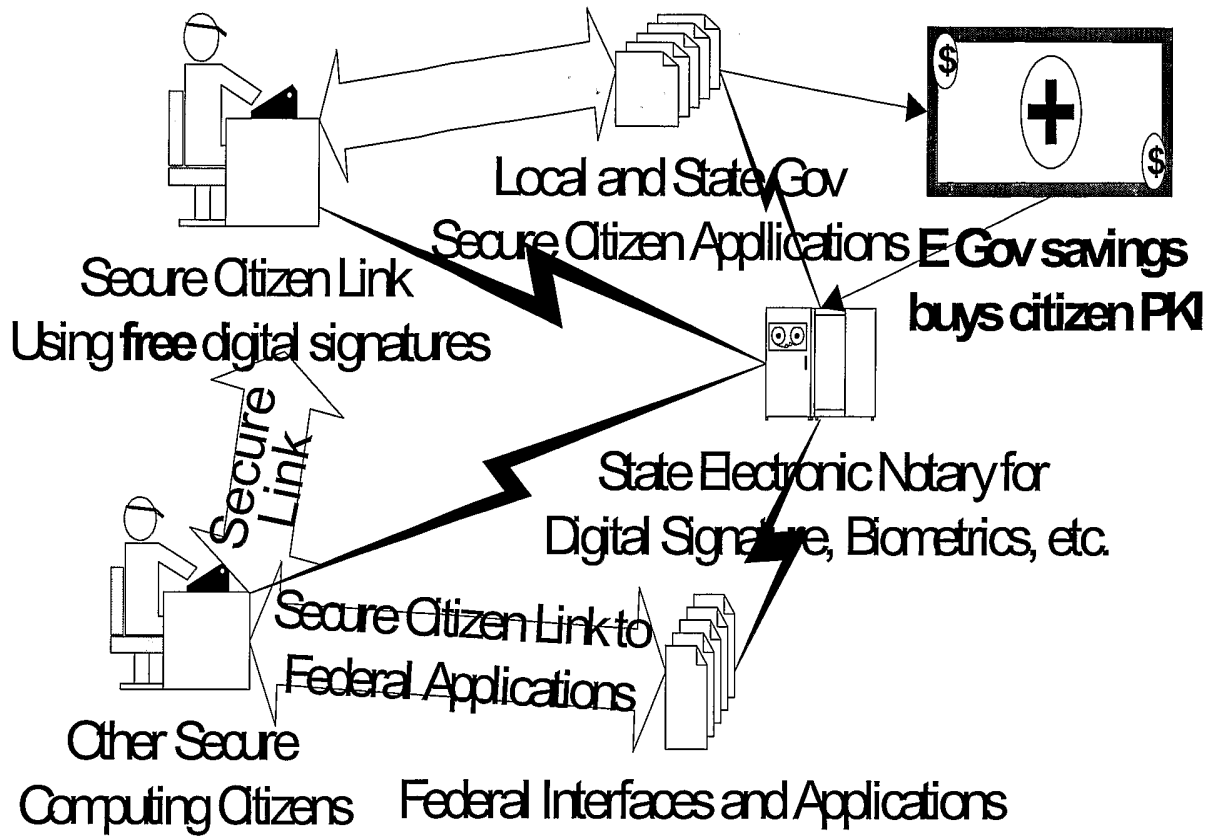 $
$
Local and State Gov
Secure Citizen Appllications
E Gov savings
buys citizen PKI
Secure Citizen Link
Using free digital signatures
Secure
Link
State Electronic Notary for
Digital Signature, Biometrics, etc.
Secure Citizen Link to
Federal Applications
Other Secure
Computing Citizens
Federal Interfaces and Applications